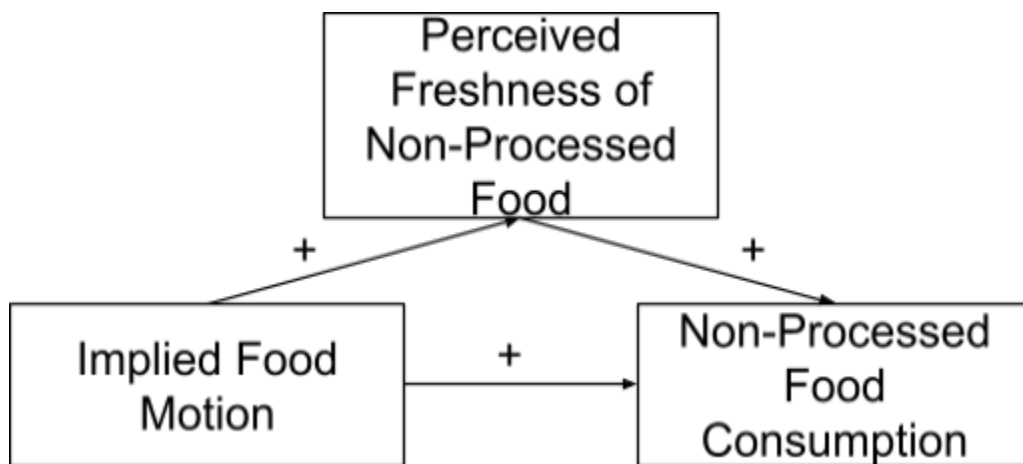 Perceived
Freshness of
Non-Processed
Food
+
+
Implied Food
Motion
+
Non-Processed
Food
Consumption